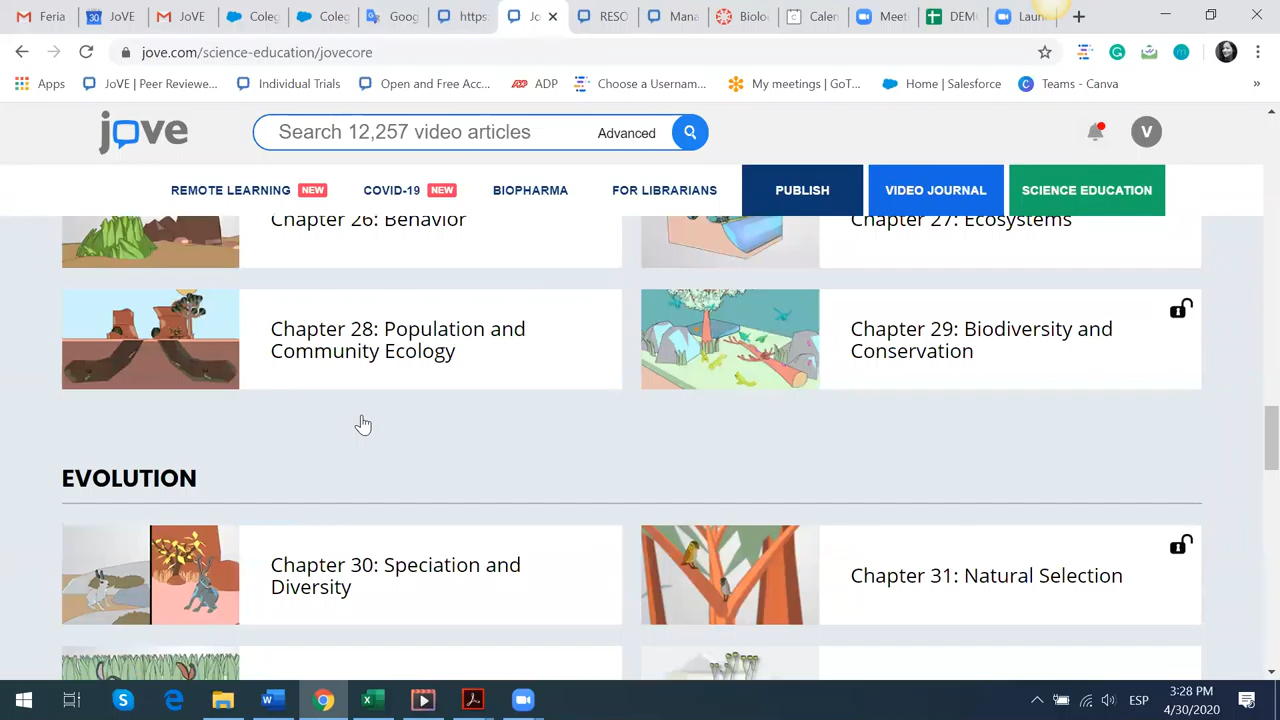 Feria
JoVE
Coleg
Coleg
Goog
https:
Jo
RESO
Mana
Biolo
Calen
Meet
DEM
Laun
jove.com/science-education/jovecore
Apps
JoVE | Peer Reviewe...
Individual Trials
Open and Free Acc...
ADP
Choose a Usernam...
My meetings | GoT...
Home | Salesforce
Teams - Canva
»
jove
Search 12,257 video articles
Advanced
V
REMOTE LEARNING NEW
COVID-19 NEW
BIOPHARMA
FOR LIBRARIANS
PUBLISH
VIDEO JOURNAL
SCIENCE EDUCATION
Chapter 26: Behavior
Chapter 27: Ecosystems
Chapter 28: Population and
Community Ecology
Chapter 29: Biodiversity and
Conservation
EVOLUTION
Chapter 30: Speciation and
Diversity
Chapter 31: Natural Selection
ESP
3:28 PM
4/30/2020